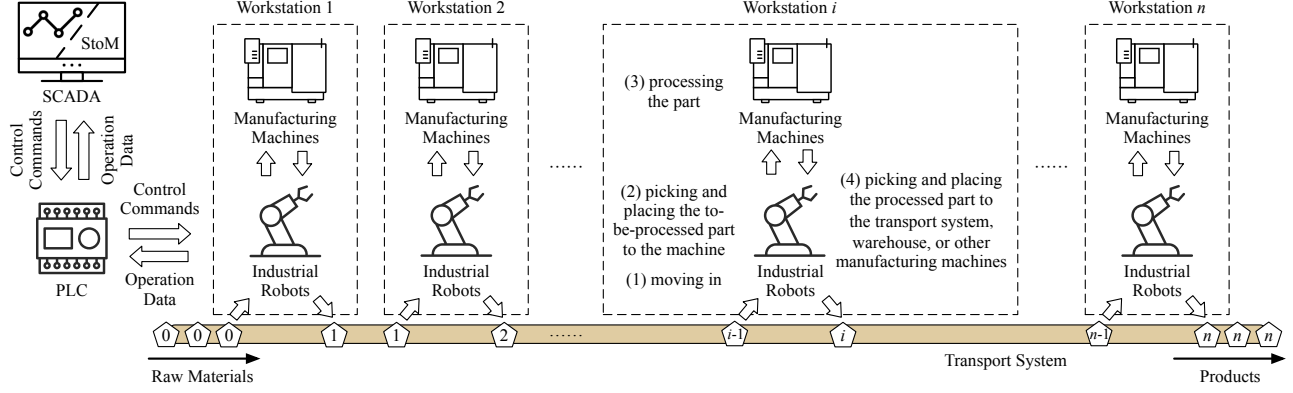 Workstation 1
Workstation 2
Workstation i
Workstation n
StoM
SCADA
Control
Commands
Operation
Data
PLC
Control
Commands
Operation
Data
Manufacturing
Machines
Industrial
Robots
Manufacturing
Machines
Industrial
Robots
......
(3) processing
the part
(2) picking and
placing the to-
be-processed part
to the machine
(1) moving in
Manufacturing
Machines
Industrial
Robots
(4) picking and placing
the processed part to
the transport system,
warehouse, or other
manufacturing machines
......
Manufacturing
Machines
Industrial
Robots
0 0 0 1 1 2 ...... i-1 i n-1 n n n
Raw Materials
Transport System
Products